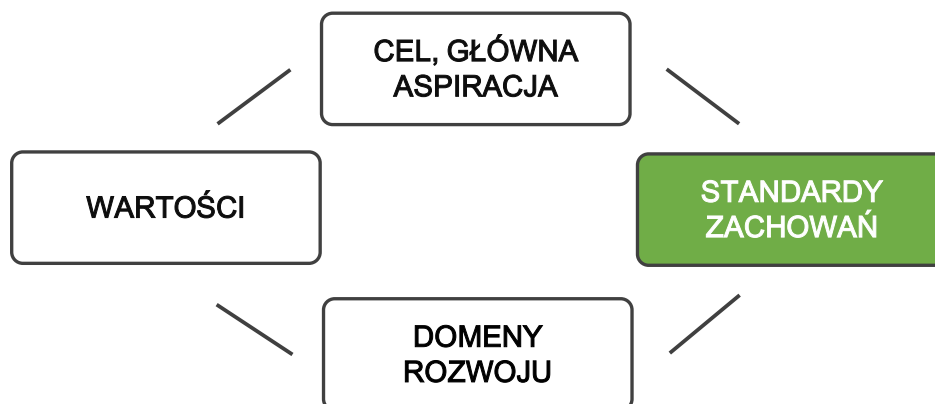 CEL, GŁÓWNA
ASPIRACJA
WARTOŚCI
STANDARDY
ZACHOWAŃ
DOMENY
ROZWOJU